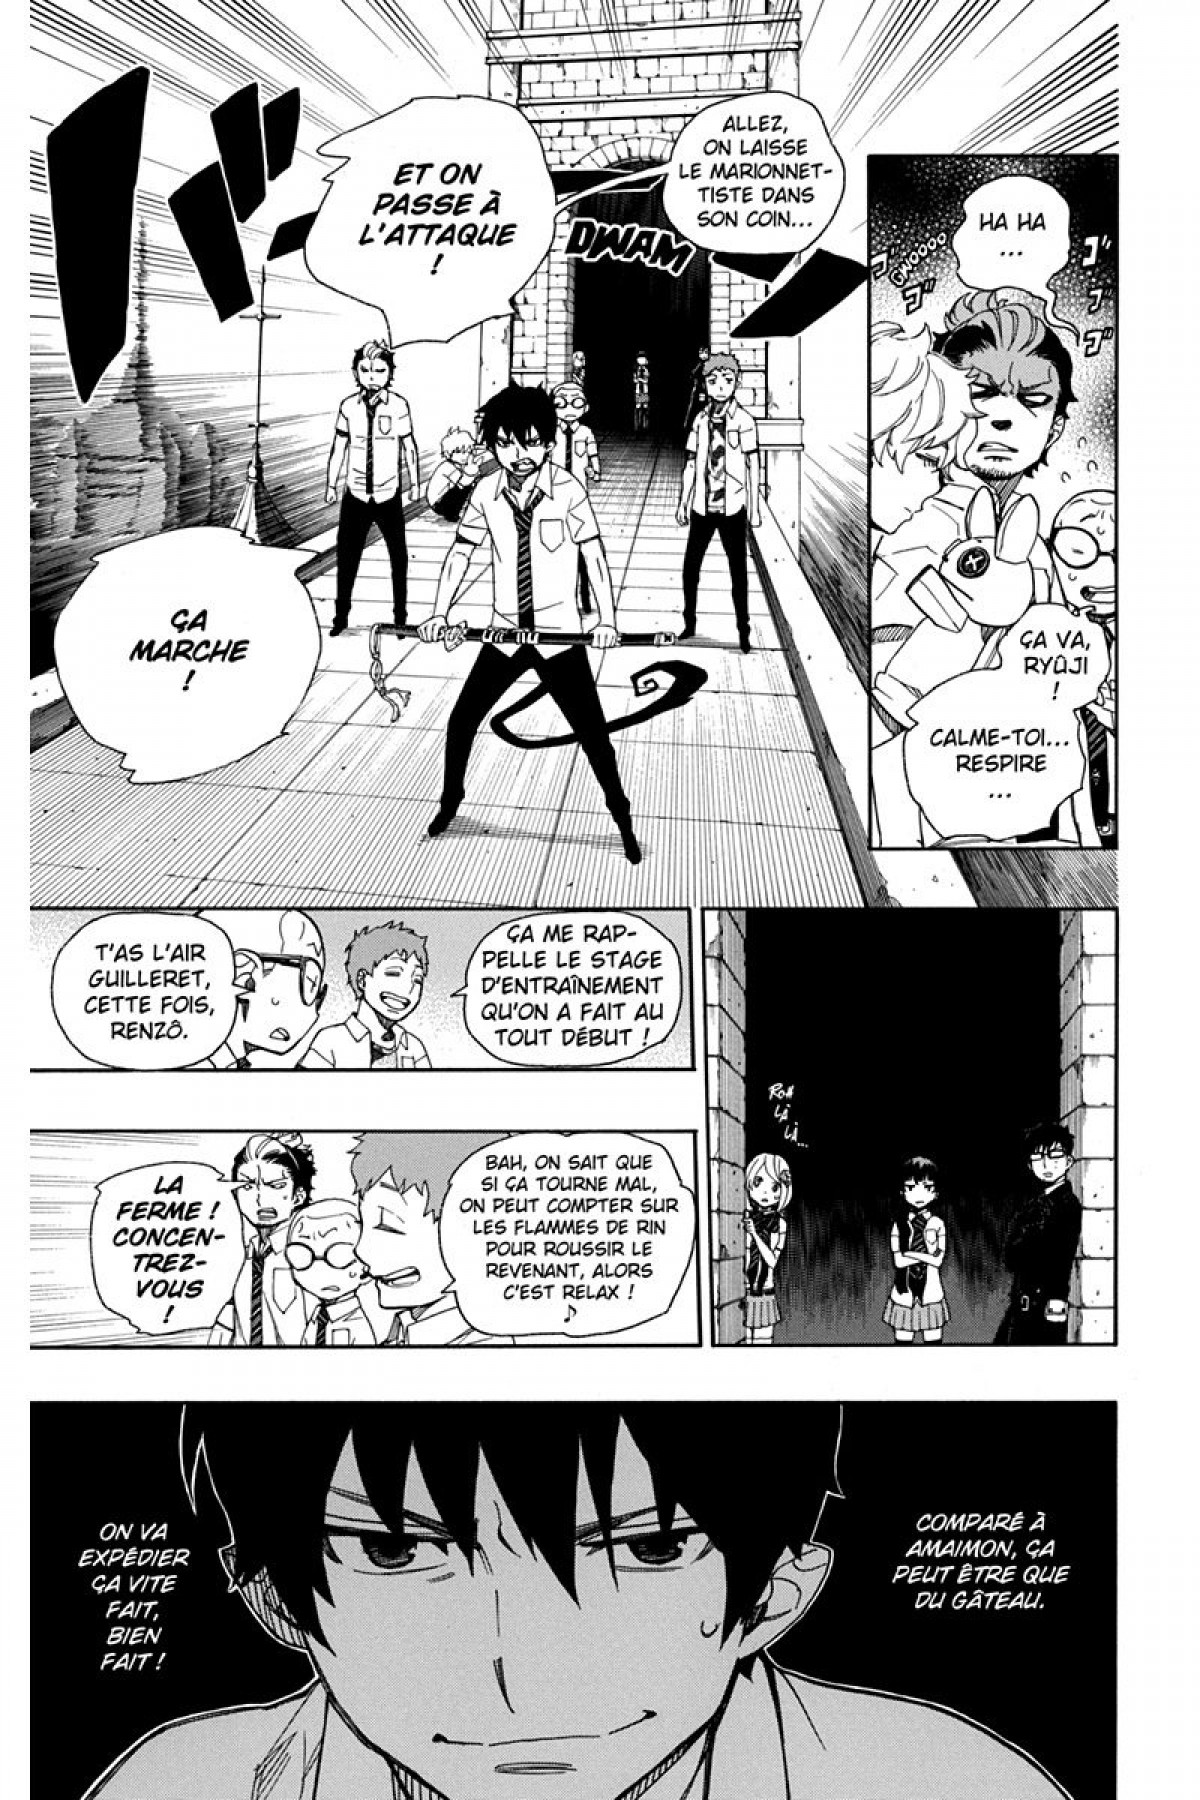 HA HA
...
GWOOOO
ÇA VA,
RYÛJI
!
CALME-TOI...
RESPIRE
...
ALLEZ,
ON LAISSE
LE MARIONNET-
TISTE DANS
SON COIN...
DWAM
ET ON
PASSE À
L'ATTAQUE
!
ÇA
MARCHE
!
ROH
LÀ
LÀ...
ÇA ME RAP-
PELLE LE STAGE
D'ENTRAÎNEMENT
QU'ON A FAIT AU
TOUT DÉBUT !
T'AS L'AIR
GUILLERET,
CETTE FOIS,
RENZÔ.
BAH, ON SAIT QUE
SI ÇA TOURNE MAL,
ON PEUT COMPTER SUR
LES FLAMMES DE RIN
POUR ROUSSIR LE
REVENANT, ALORS
C'EST RELAX !
♪
LA
FERME !
CONCEN-
TREZ-
VOUS
!
COMPARÉ À
AMAIMON, ÇA
PEUT ÊTRE QUE
DU GÂTEAU.
ON VA
EXPÉDIER
ÇA VITE
FAIT,
BIEN
FAIT !